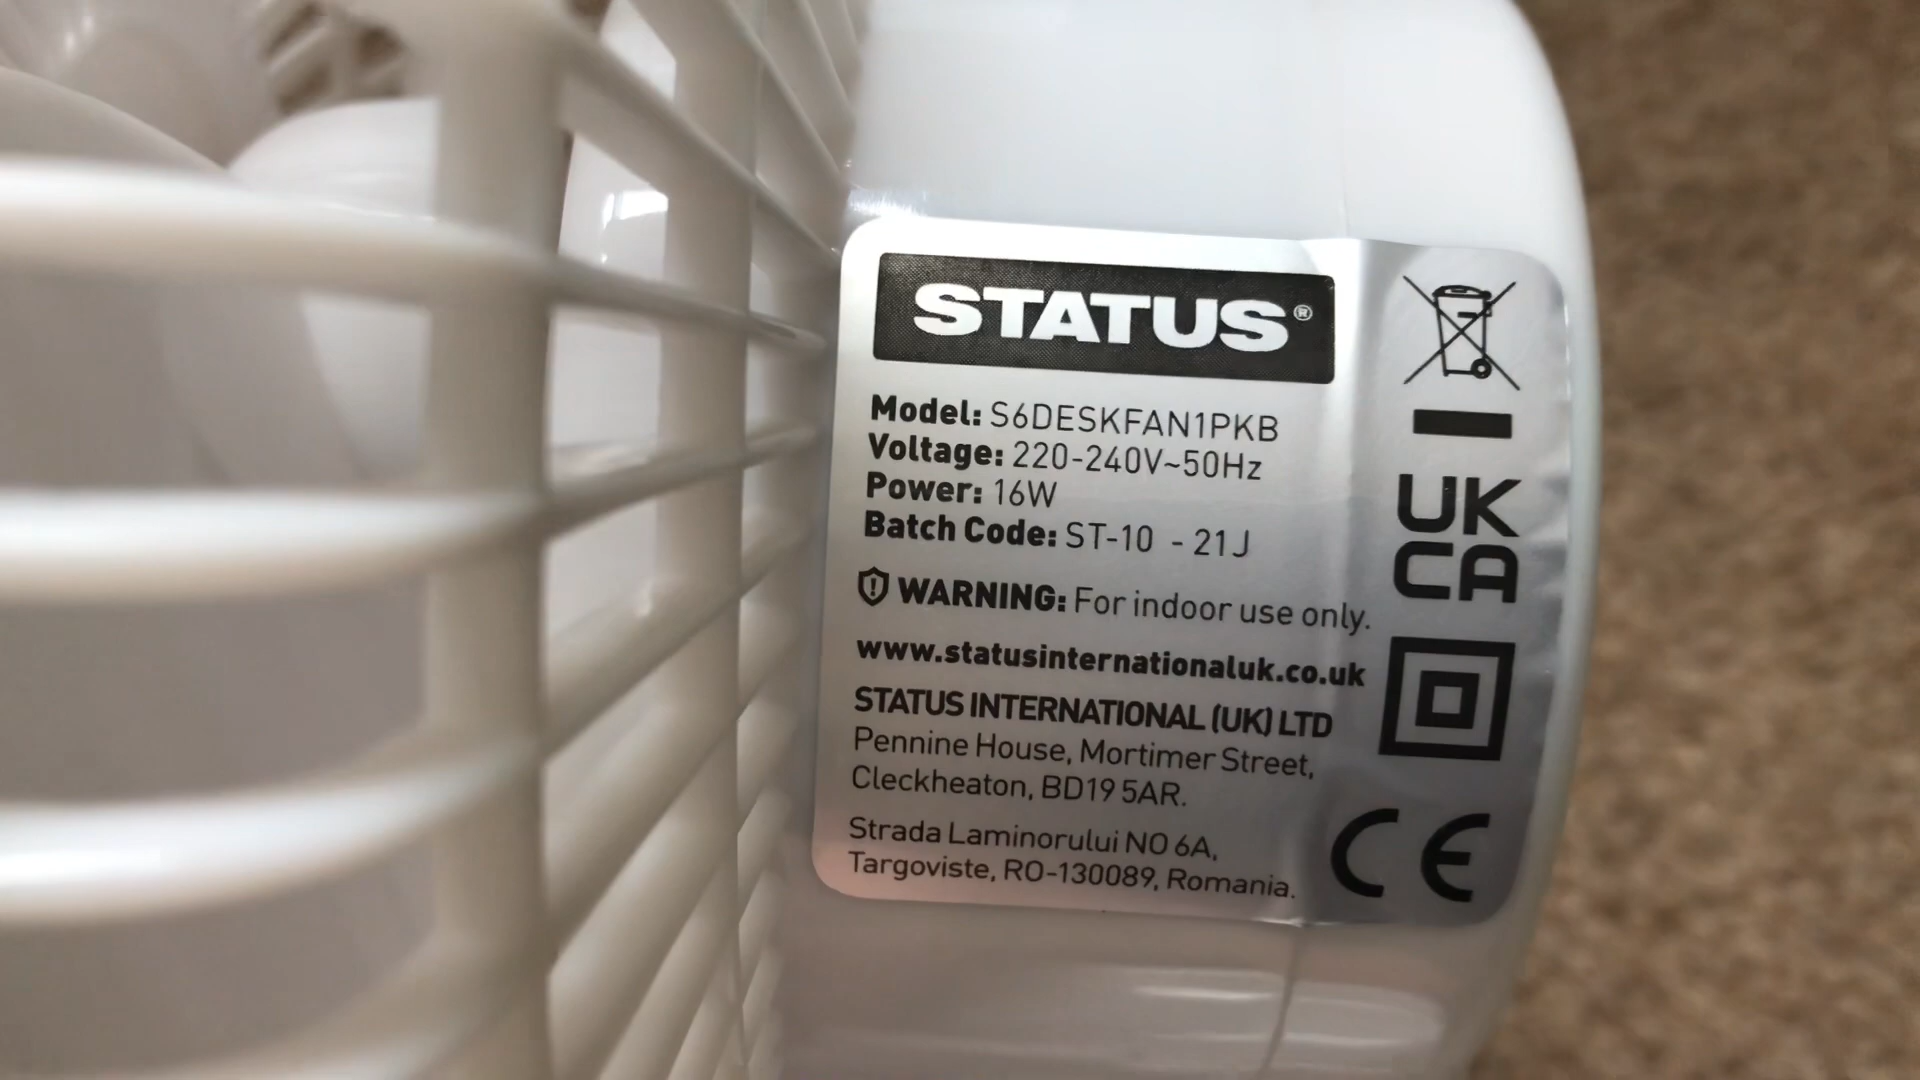 STATUS®
Model: S6DESKFAN1PKB
Voltage: 220-240V~50Hz
Power: 16W
Batch Code: ST-10 - 21J
WARNING: For indoor use only.
www.statusinternationaluk.co.uk
STATUS INTERNATIONAL (UK) LTD
Pennine House, Mortimer Street,
Cleckheaton, BD19 5AR.
Strada Laminorului NO 6A,
Targoviste, RO-130089, Romania.
UK
CA
CE